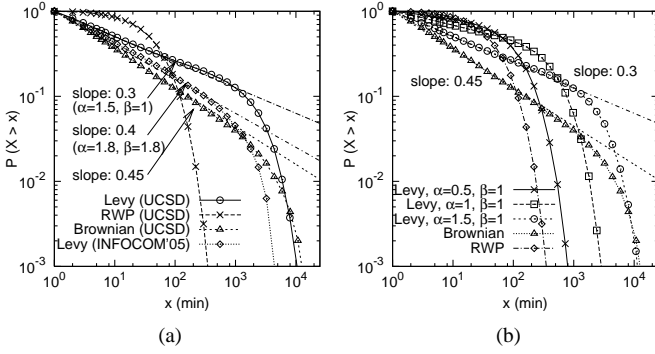 10^0
10^-1
10^-2
10^-3
P (X > x)
slope: 0.3
(α=1.5, β=1)
slope: 0.4
(α=1.8, β=1.8)
slope: 0.45
Levy (UCSD)
RWP (UCSD)
Brownian (UCSD)
Levy (INFOCOM'05)
10^0 10^1 10^2 10^3 10^4
x (min)
(a)
10^0
10^-1
10^-2
10^-3
P (X > x)
slope: 0.3
slope: 0.45
Levy, α=0.5, β=1
Levy, α=1, β=1
Levy, α=1.5, β=1
Brownian
RWP
10^0 10^1 10^2 10^3 10^4
x (min)
(b)